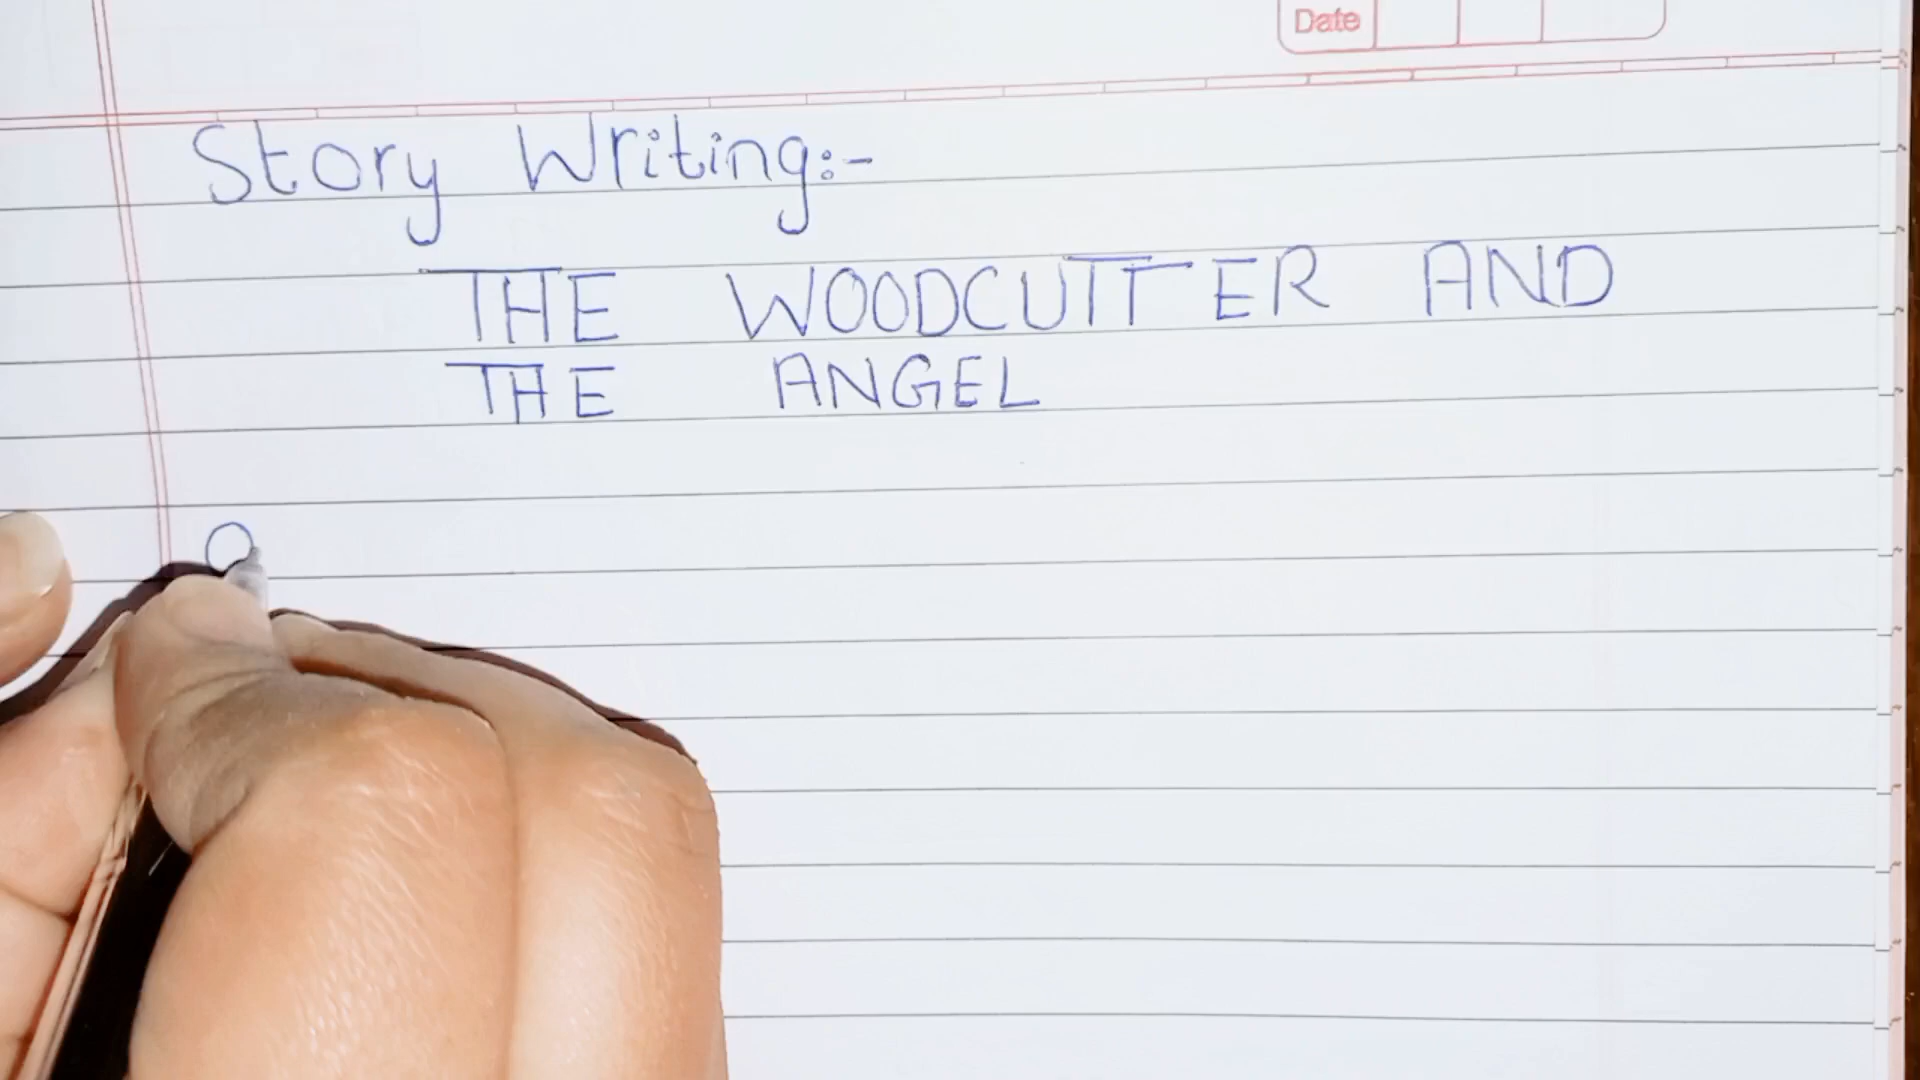 Date
Story Writing:-
THE WOODCUTTER AND
THE ANGEL
O